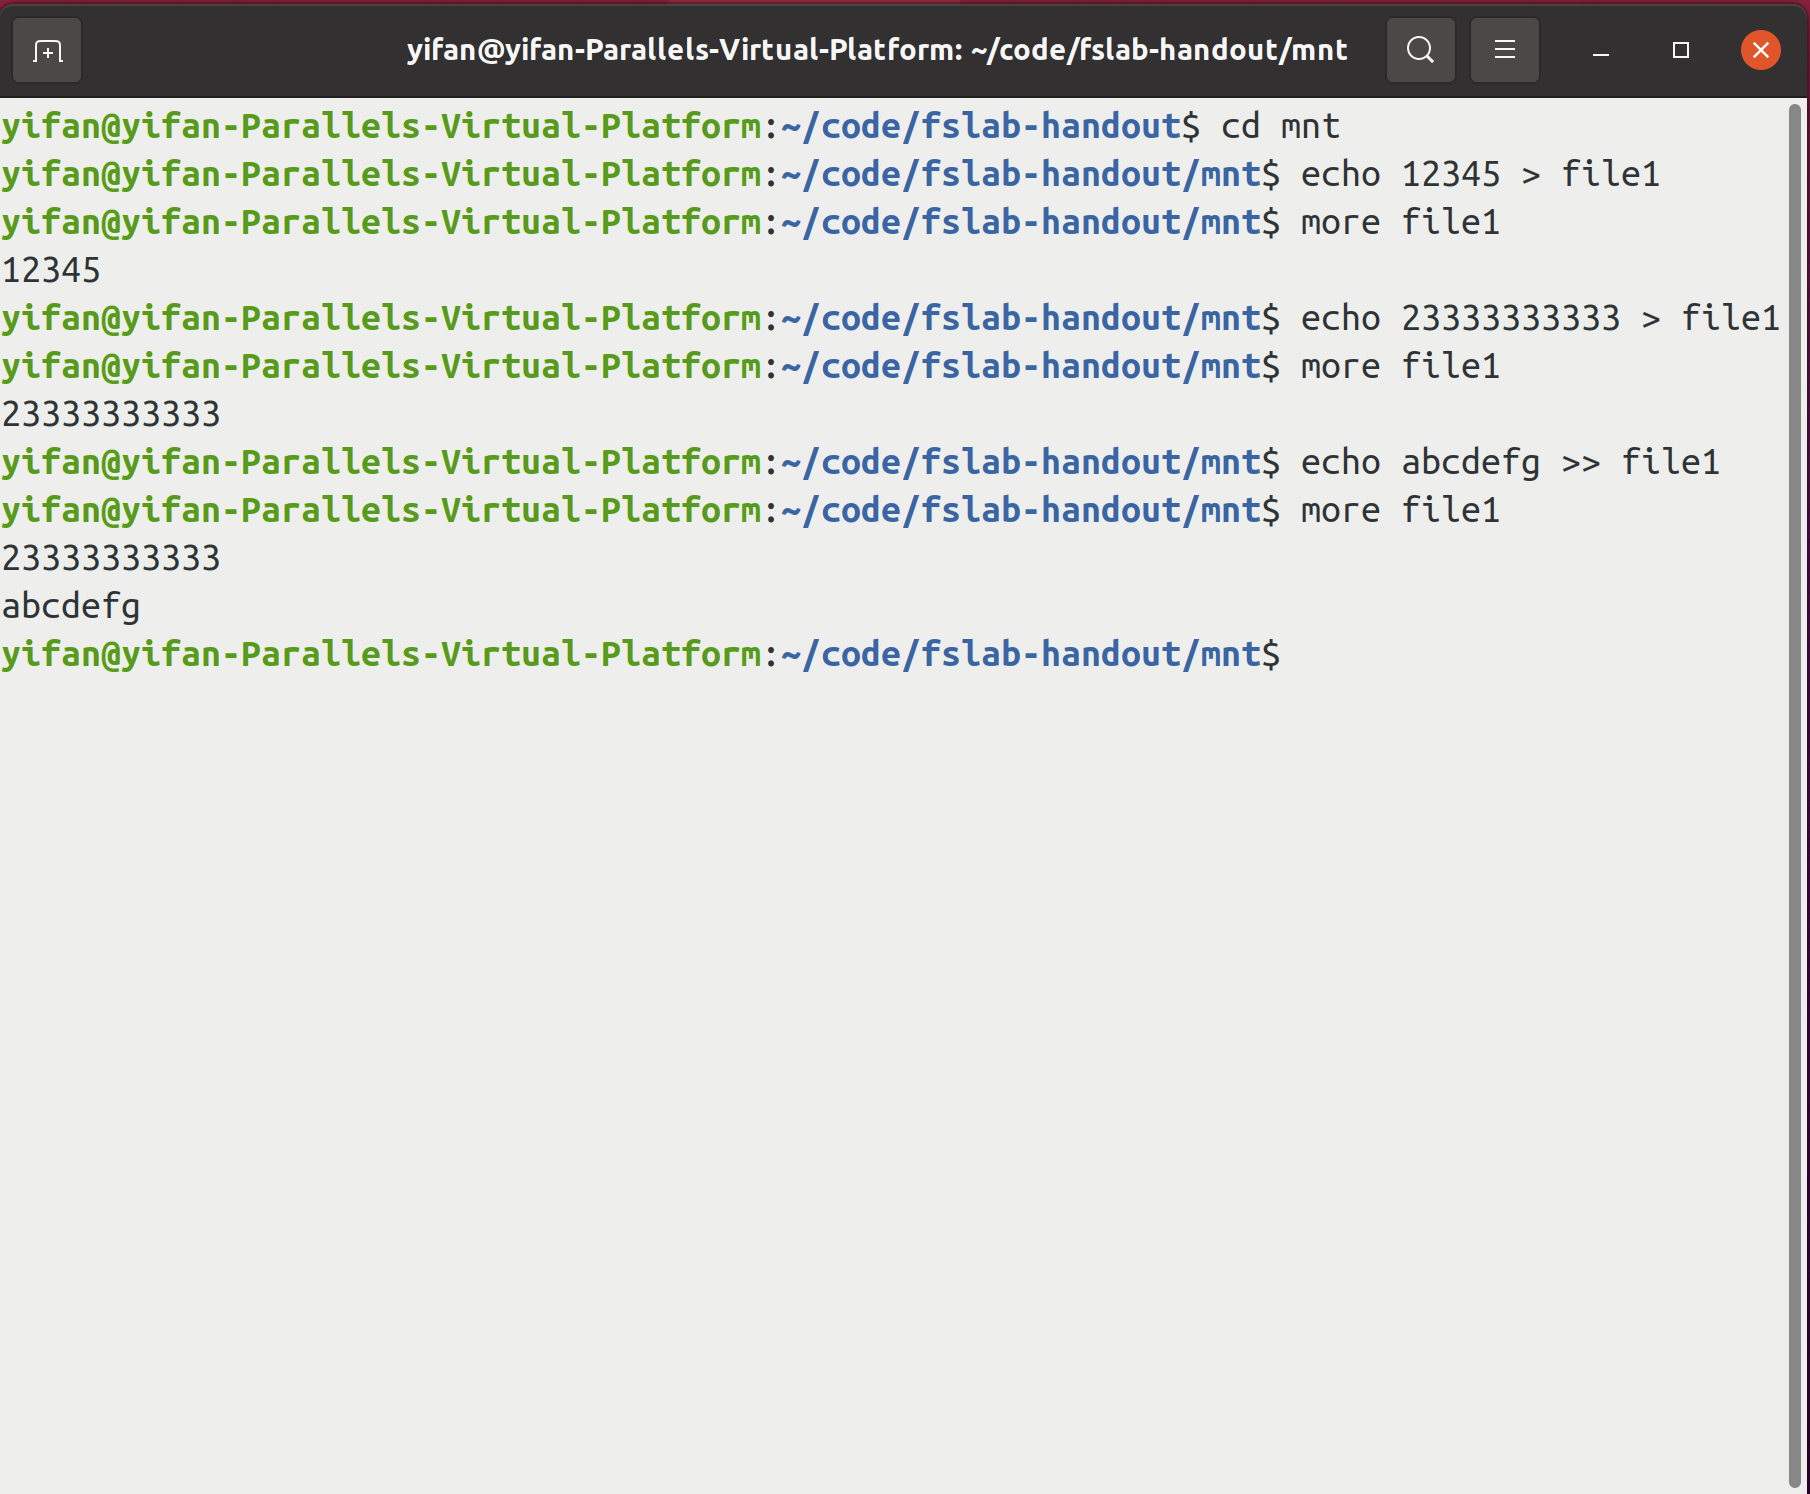 yifan@yifan-Parallels-Virtual-Platform: ~/code/fslab-handout/mnt
yifan@yifan-Parallels-Virtual-Platform:~/code/fslab-handout$ cd mnt
yifan@yifan-Parallels-Virtual-Platform:~/code/fslab-handout/mnt$ echo 12345 > file1
yifan@yifan-Parallels-Virtual-Platform:~/code/fslab-handout/mnt$ more file1
12345
yifan@yifan-Parallels-Virtual-Platform:~/code/fslab-handout/mnt$ echo 23333333333 > file1
yifan@yifan-Parallels-Virtual-Platform:~/code/fslab-handout/mnt$ more file1
23333333333
yifan@yifan-Parallels-Virtual-Platform:~/code/fslab-handout/mnt$ echo abcdefg >> file1
yifan@yifan-Parallels-Virtual-Platform:~/code/fslab-handout/mnt$ more file1
23333333333
abcdefg
yifan@yifan-Parallels-Virtual-Platform:~/code/fslab-handout/mnt$